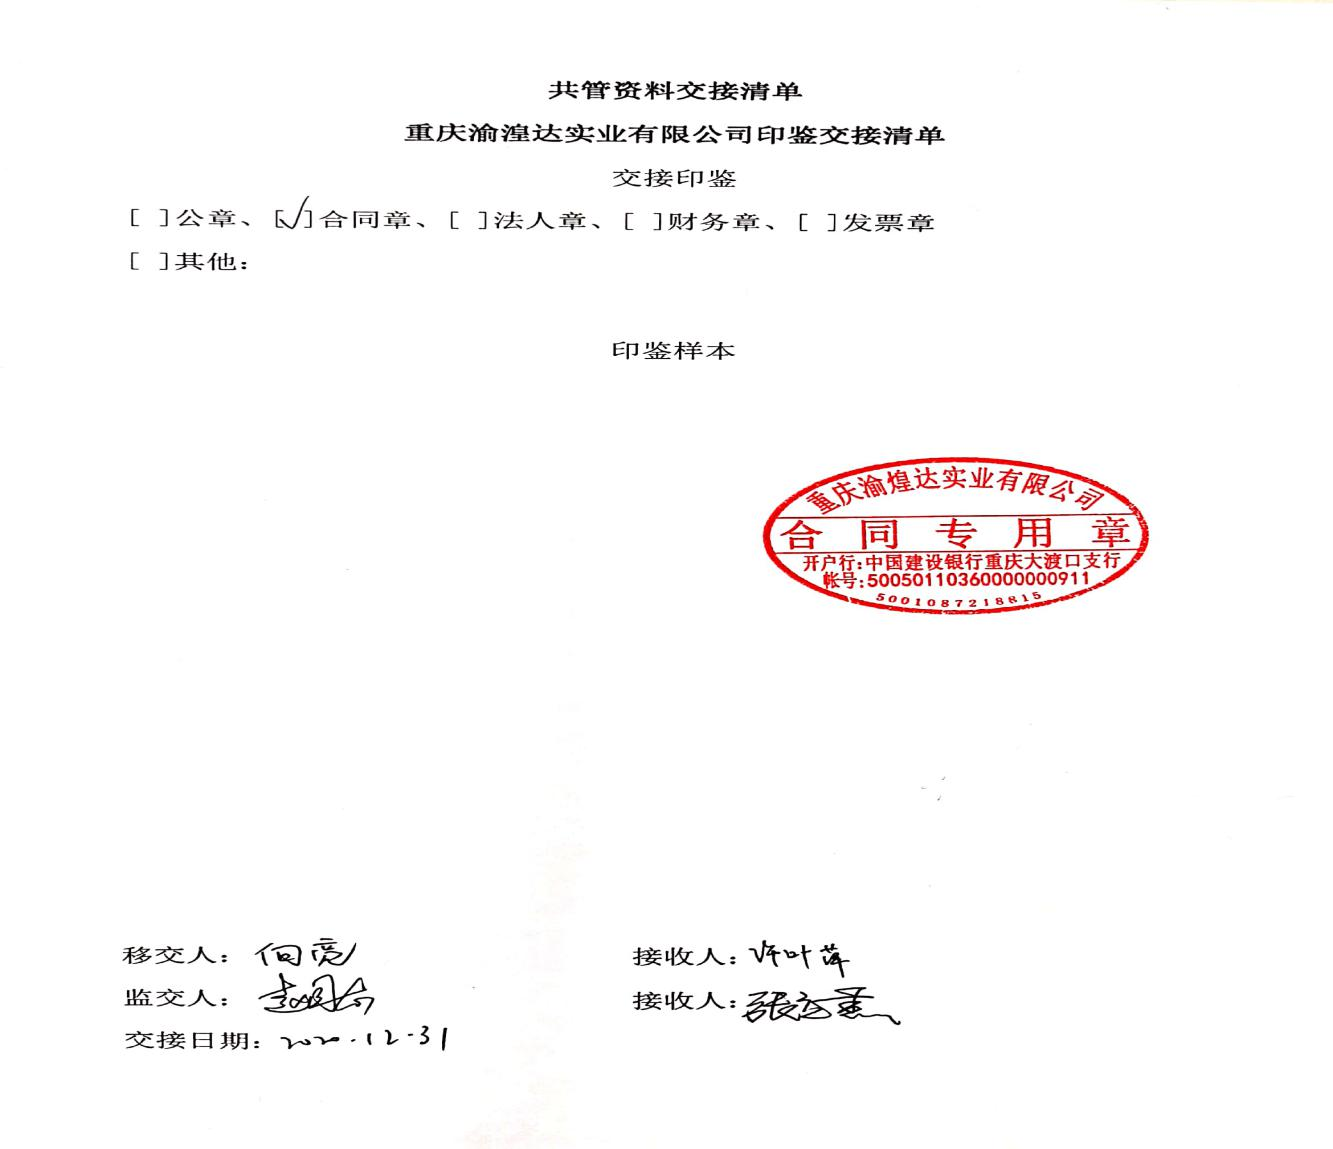 共管资料交接清单
重庆渝湟达实业有限公司印鉴交接清单
交接印鉴
[ ]公章、[✓]合同章、[ ]法人章、[ ]财务章、[ ]发票章
[ ]其他：
印鉴样本
重庆渝煌达实业有限公司
合同专用章
开户行:中国建设银行重庆大渡口支行
帐号:50050110360000000911
5001087218815
移交人： 向亮
接收人：许叶萍
监交人：
接收人：张
交接日期：2020.12.31